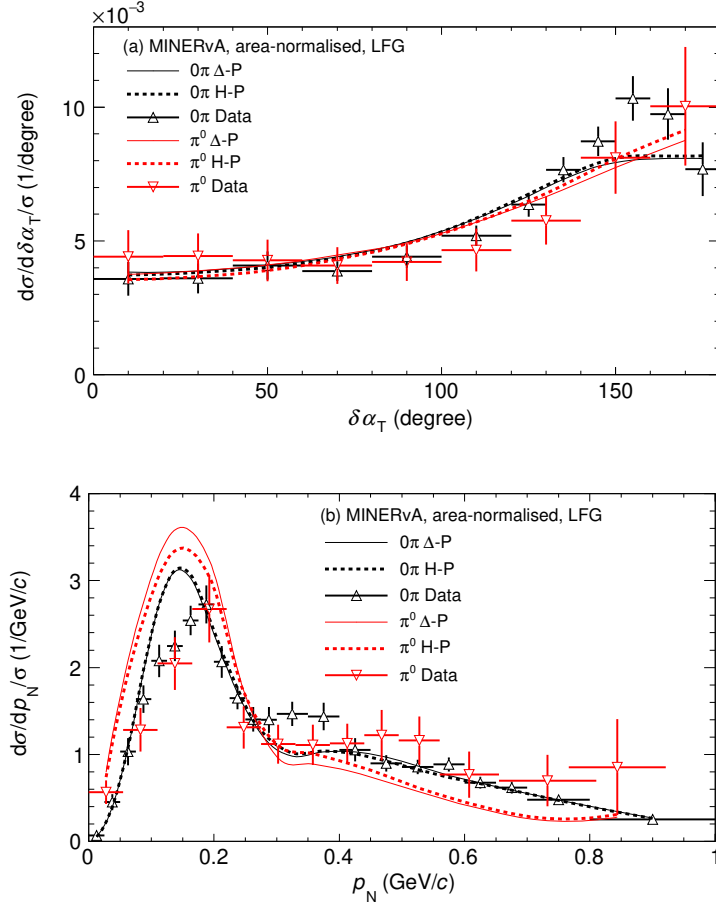 ×10⁻³
(a) MINERvA, area-normalised, LFG
0π Δ-P
0π H-P
0π Data
π⁰ Δ-P
π⁰ H-P
π⁰ Data
10
5
0
dσ/dδα_T/σ (1/degree)
0 50 100 150
δα_T (degree)
(b) MINERvA, area-normalised, LFG
0π Δ-P
0π H-P
0π Data
π⁰ Δ-P
π⁰ H-P
π⁰ Data
4
3
2
1
0
dσ/dp_N/σ (1/GeV/c)
0 0.2 0.4 0.6 0.8 1
p_N (GeV/c)